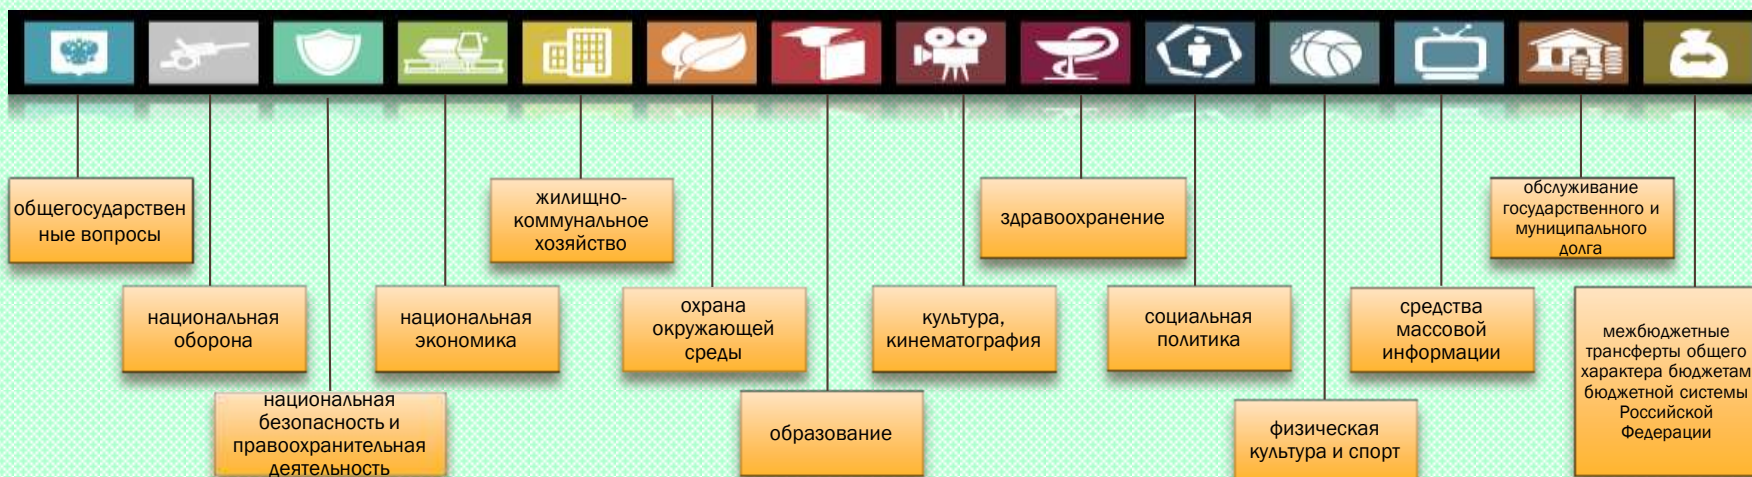 общегосударствен
ные вопросы
национальная
оборона
национальная
безопасность и
правоохранительная
деятельность
национальная
экономика
жилищно-
коммунальное
хозяйство
охрана
окружающей
среды
образование
культура,
кинематография
здравоохранение
социальная
политика
физическая
культура и спорт
средства
массовой
информации
обслуживание
государственного и
муниципального
долга
межбюджетные
трансферты общего
характера бюджетам
бюджетной системы
Российской
Федерации